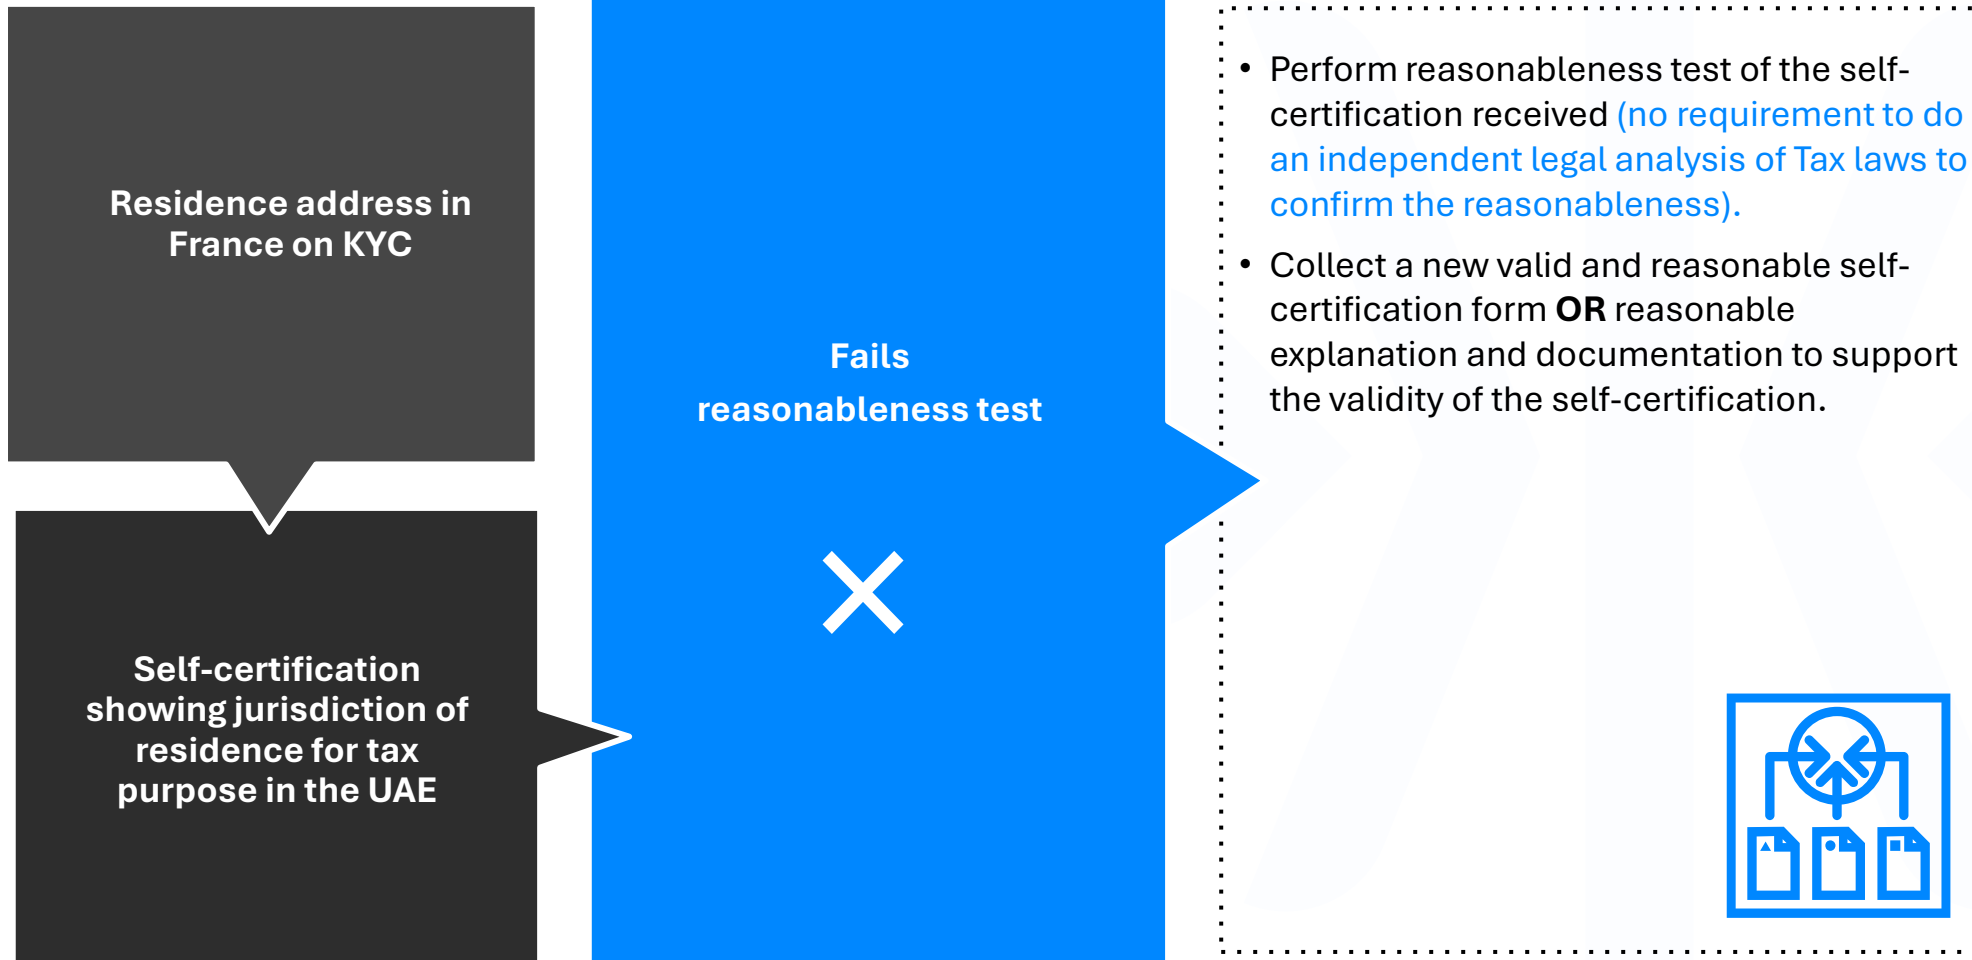 Residence address in
France on KYC
Self-certification
showing jurisdiction of
residence for tax
purpose in the UAE
Fails
reasonableness test
• Perform reasonableness test of the self-
certification received (no requirement to do
an independent legal analysis of Tax laws to
confirm the reasonableness).
• Collect a new valid and reasonable self-
certification form OR reasonable
explanation and documentation to support
the validity of the self-certification.